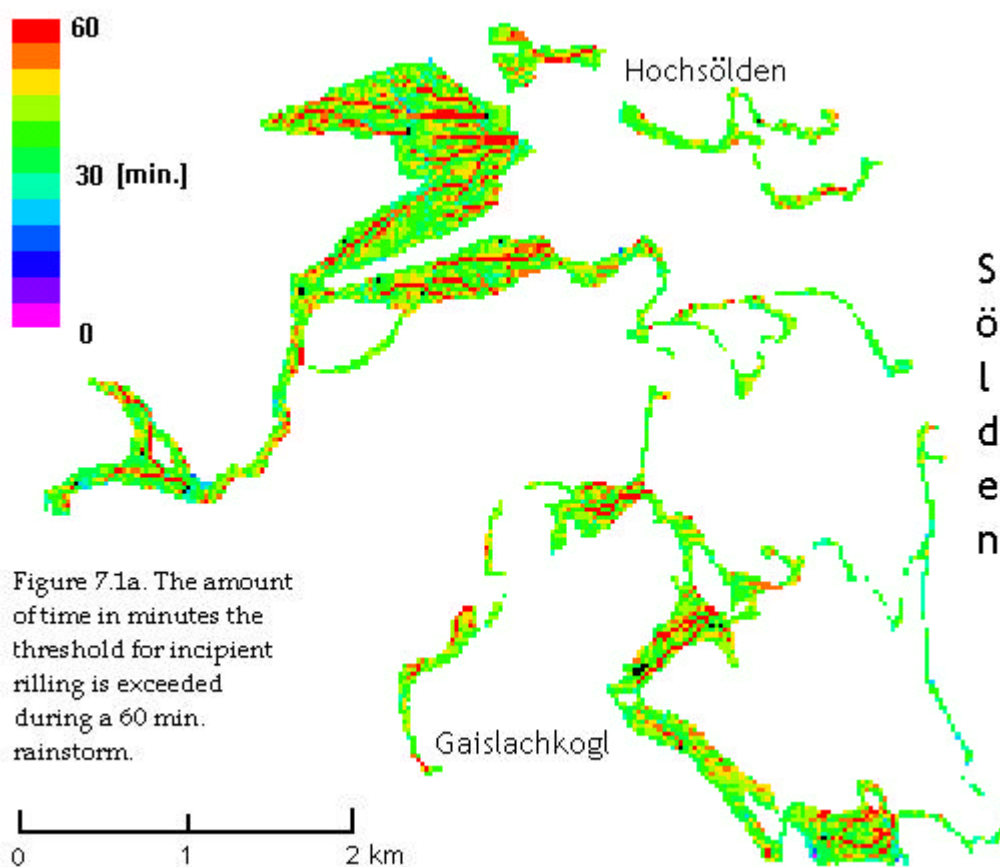 60
30 [min.]
0
Hochsölden
Sölden
Figure 7.1a. The amount
of time in minutes the
threshold for incipient
rilling is exceeded
during a 60 min.
rainstorm.
Gaislachkogl
0 1 2 km